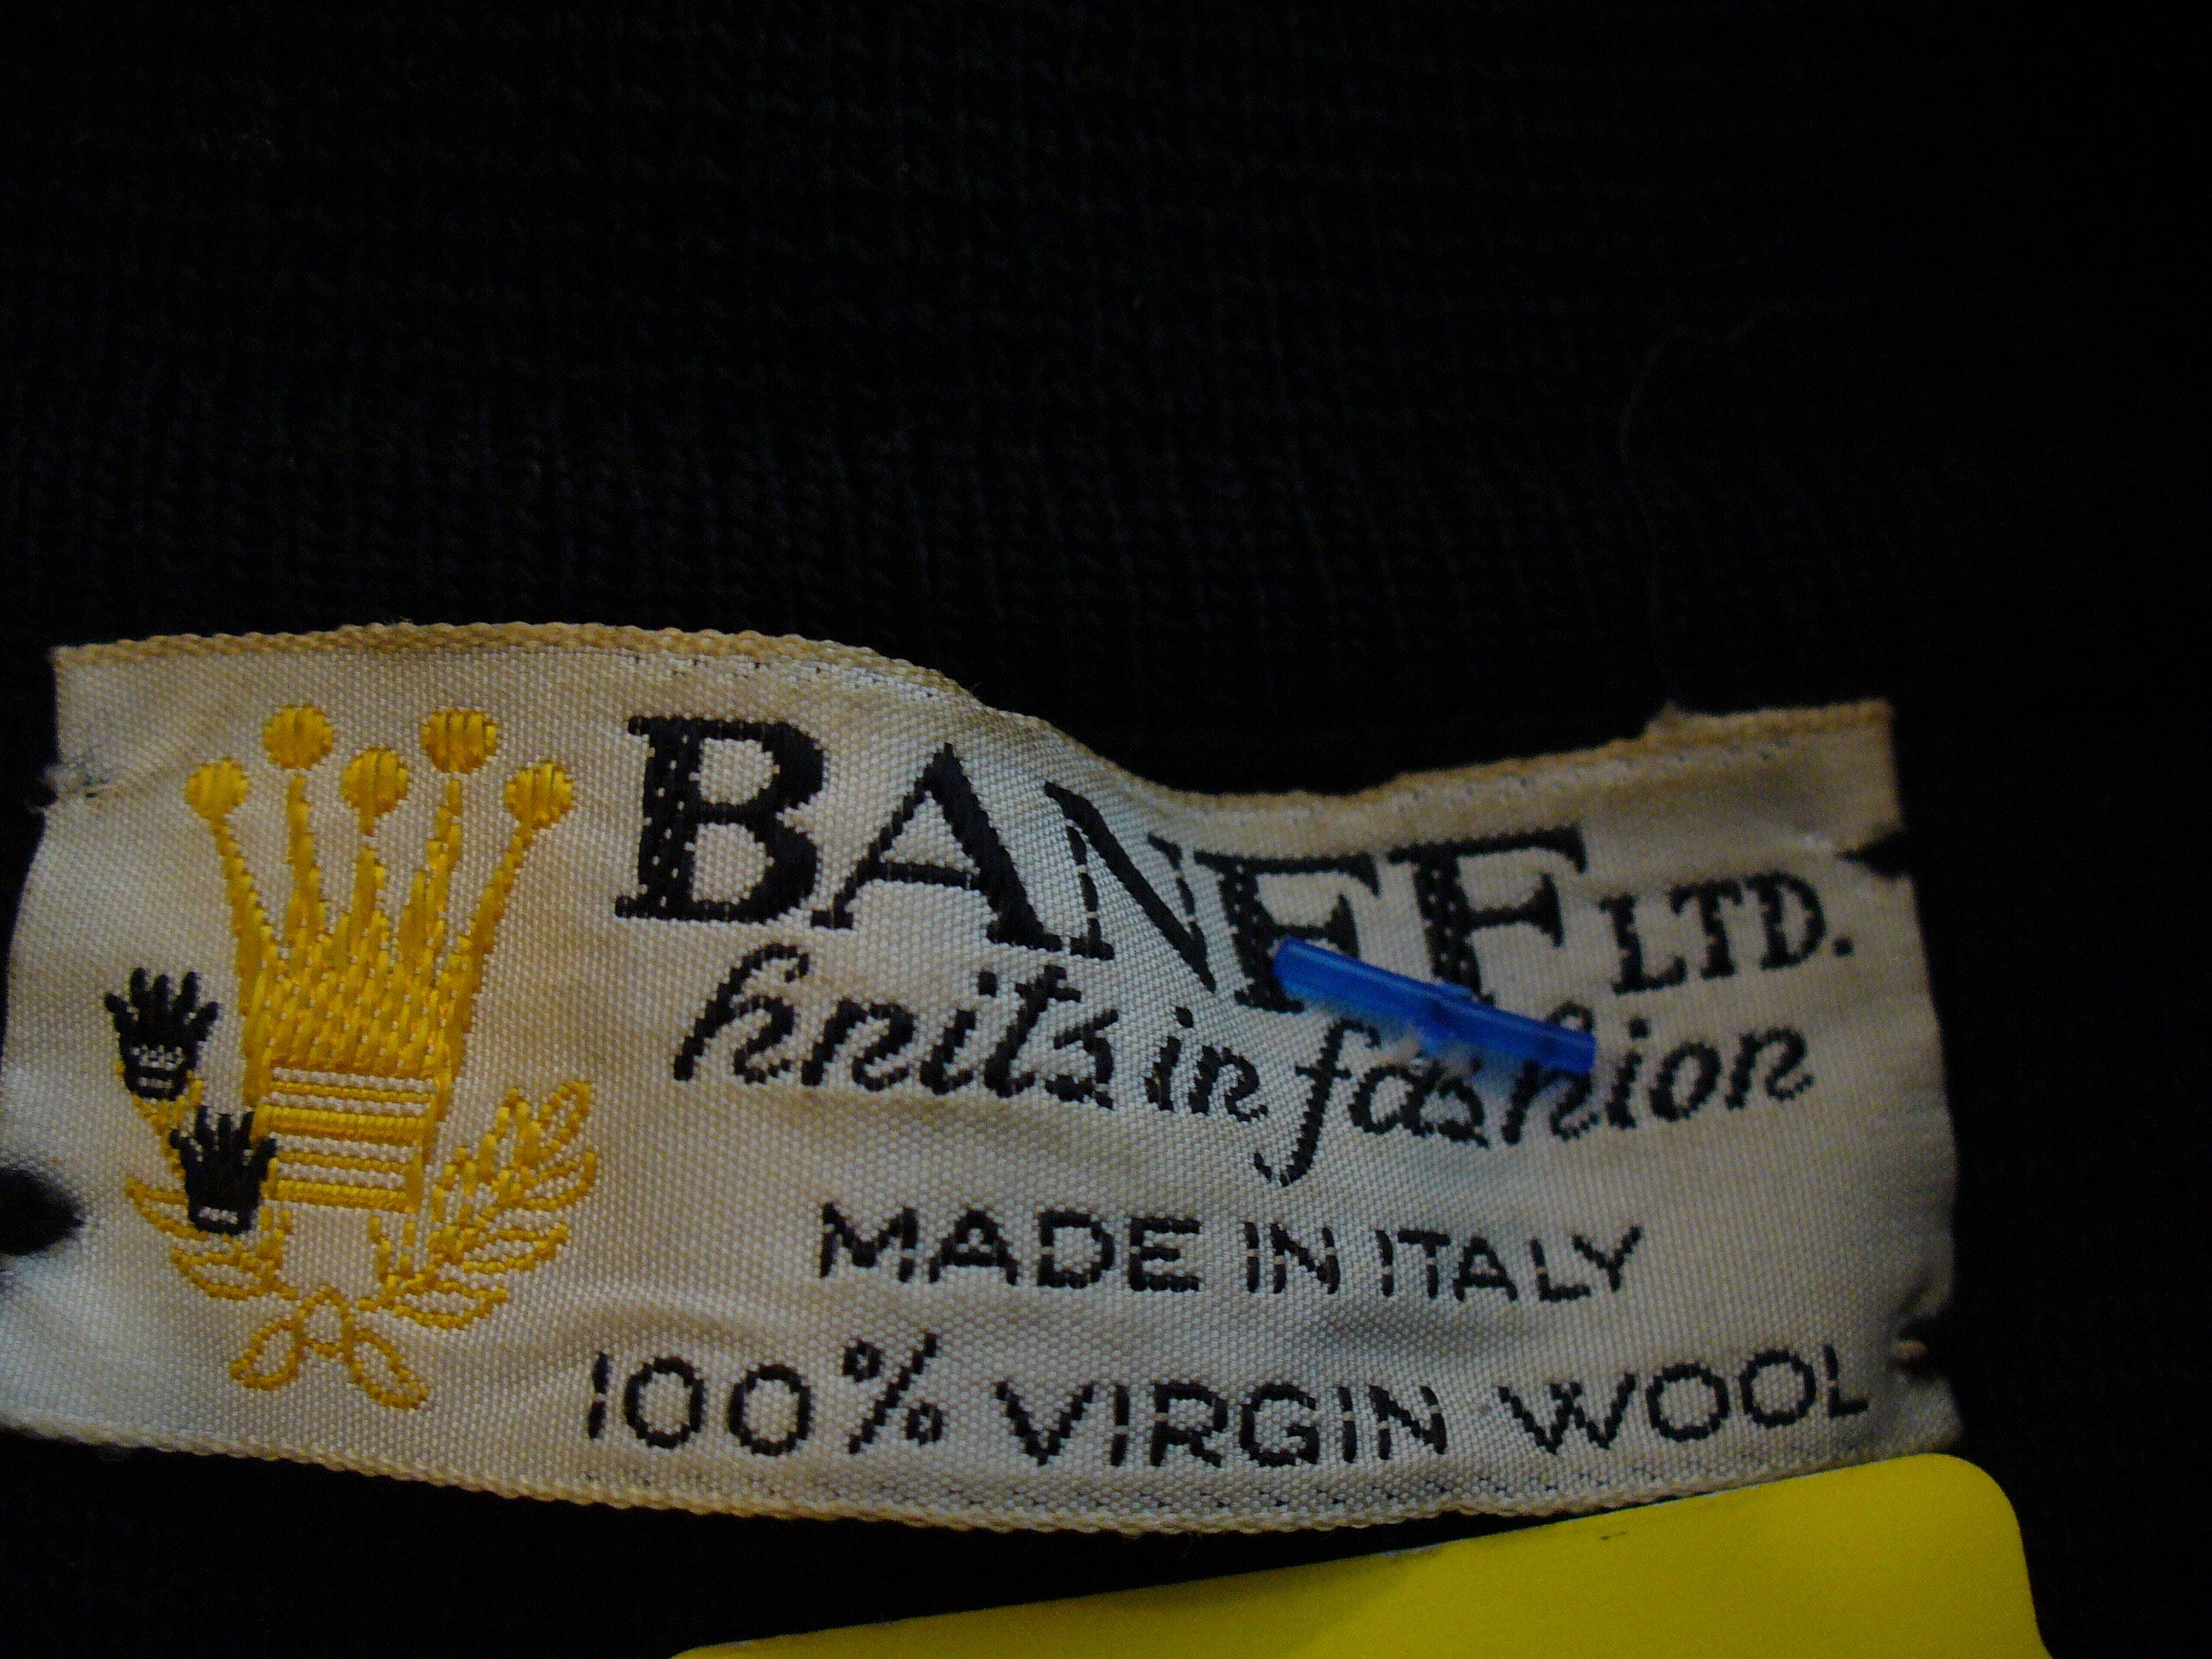 BANFF LTD.
knits in fashion
MADE IN ITALY
100% VIRGIN WOOL